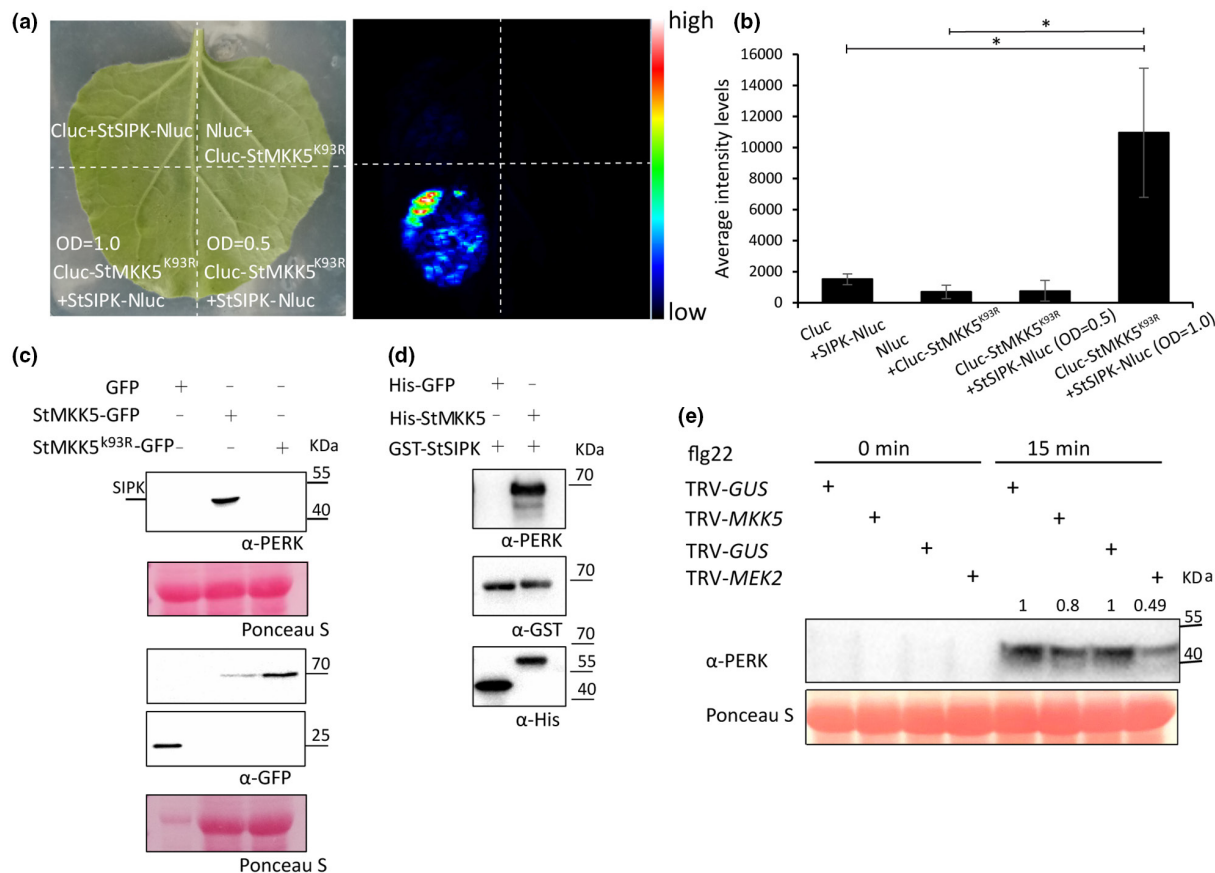 (a)
Cluc+StSIPK-Nluc
Nluc+
Cluc-StMKK5K93R
OD=1.0
Cluc-StMKK5K93R
+StSIPK-Nluc
OD=0.5
Cluc-StMKK5K93R
+StSIPK-Nluc
high
low
(b)
*
*
Average intensity levels
16000
14000
12000
10000
8000
6000
4000
2000
0
Cluc
+SIPK-Nluc
Nluc
+Cluc-StMKK5K93R
Cluc-StMKK5K93R
+StSIPK-Nluc (OD=0.5)
Cluc-StMKK5K93R
+StSIPK-Nluc (OD=1.0)
(c)
GFP + - -
StMKK5-GFP - + -
StMKK5k93R-GFP - - +
KDa
SIPK
55
40
α-PERK
Ponceau S
70
25
α-GFP
Ponceau S
(d)
His-GFP + -
His-StMKK5 - +
GST-StSIPK + +
KDa
70
α-PERK
70
α-GST
70
55
40
α-His
(e)
flg22 0 min 15 min
TRV-GUS + +
TRV-MKK5 + +
TRV-GUS + +
TRV-MEK2 + +
KDa
1 0.8 1 0.49
55
40
α-PERK
Ponceau S